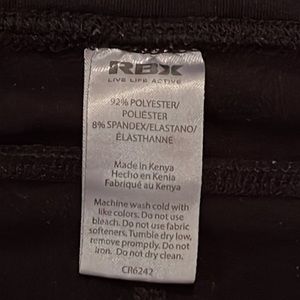 RBX
LIVE LIFE ACTIVE
92% POLYESTER/
POLIÉSTER
8% SPANDEX/ELASTANO/
ÉLASTHANNE
Made in Kenya
Hecho en Kenia
Fabriqué au Kenya
Machine wash cold with
like colors. Do not use
bleach. Do not use fabric
softeners. Tumble dry low,
remove promptly. Do not
iron. Do not dry clean.
CR6242